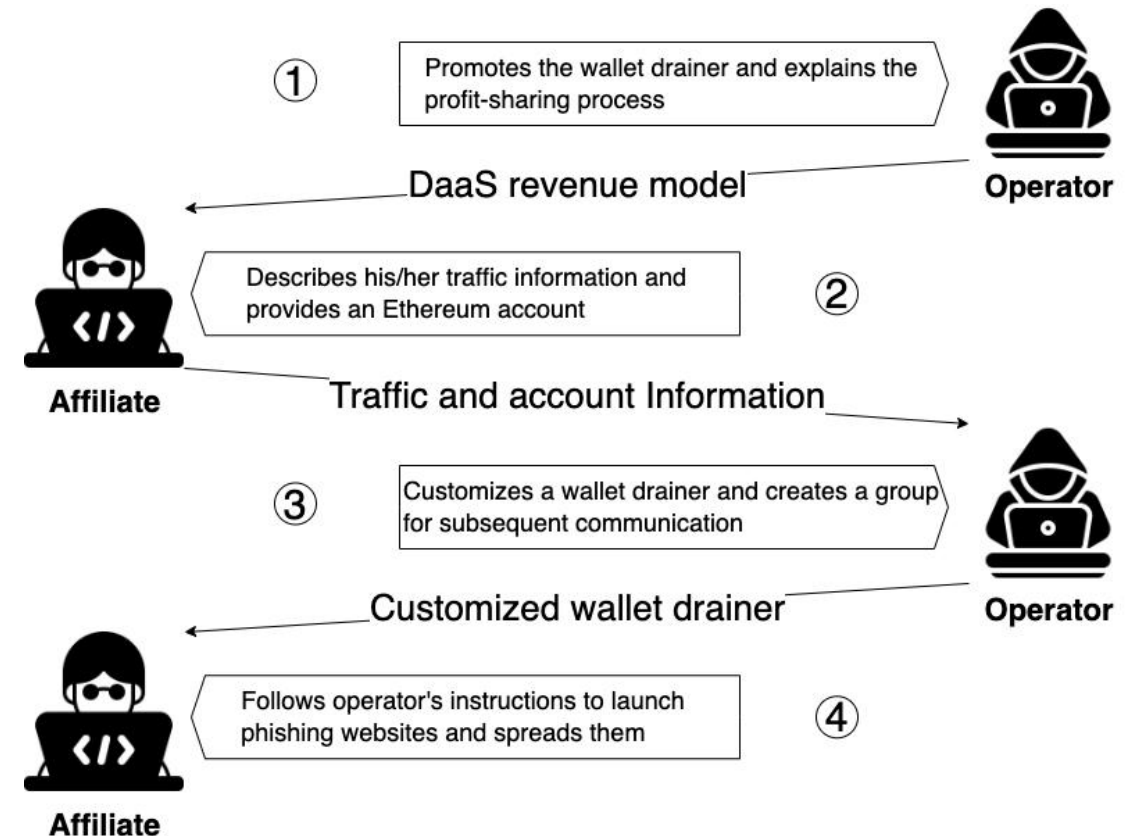 ①
Promotes the wallet drainer and explains the
profit-sharing process
Operator
DaaS revenue model
Describes his/her traffic information and
provides an Ethereum account
②
</>
Affiliate
Traffic and account Information
③
Customizes a wallet drainer and creates a group
for subsequent communication
Operator
Customized wallet drainer
Follows operator's instructions to launch
phishing websites and spreads them
④
</>
Affiliate